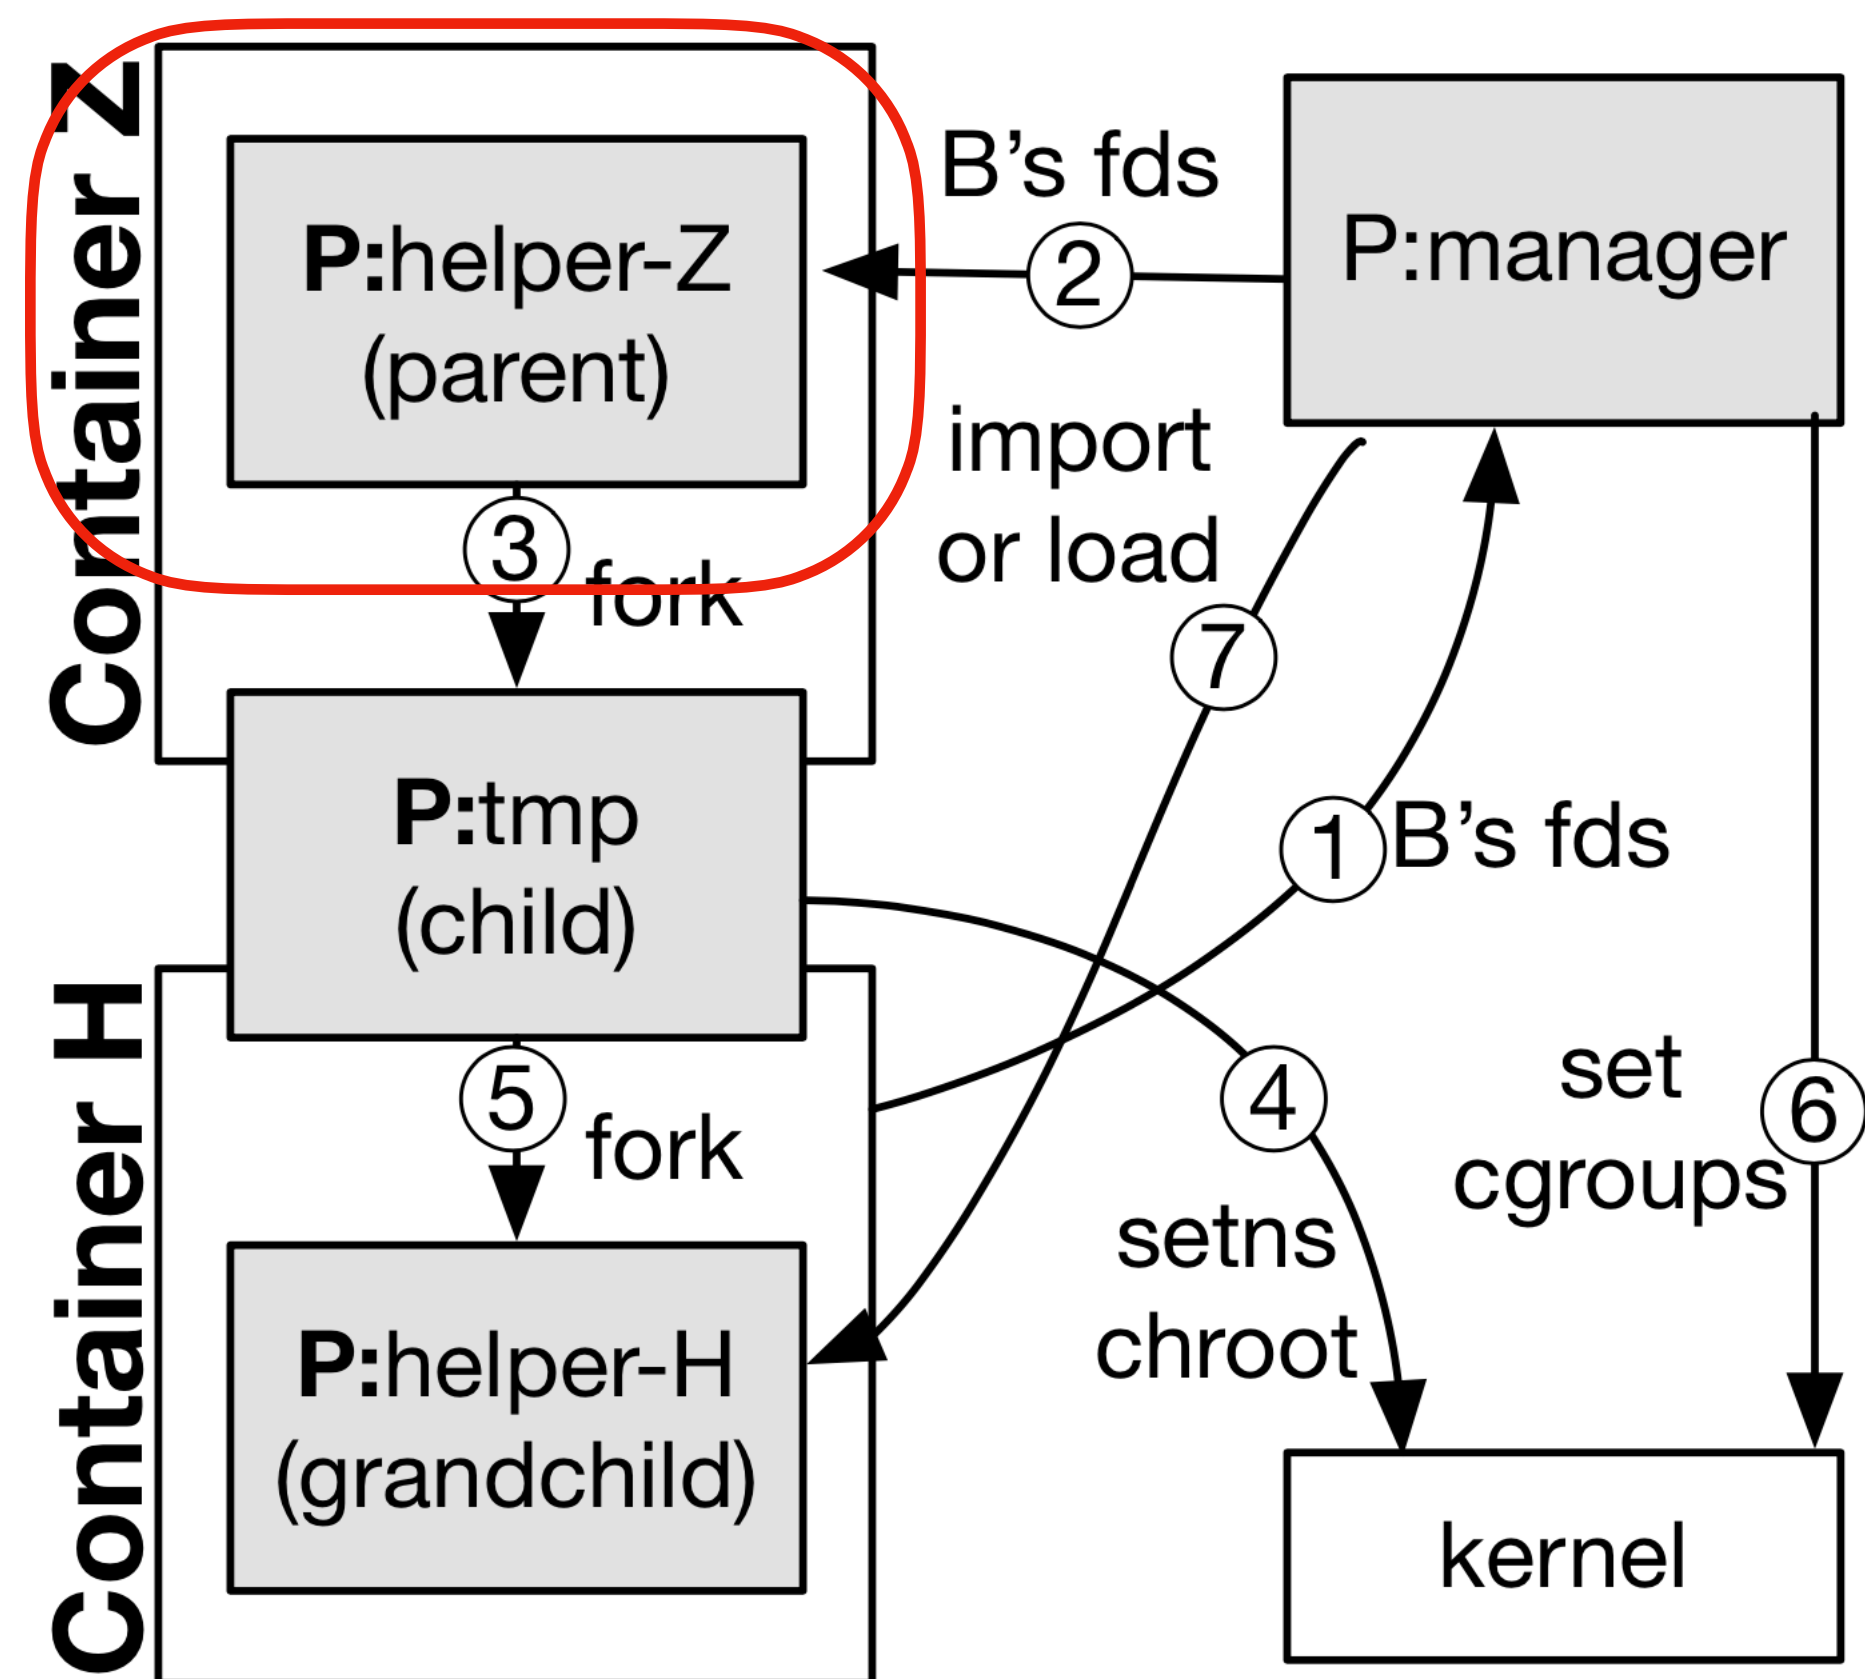 Container Z
P:helper-Z
(parent)
B's fds
2
P:manager
3
fork
import
or load
7
P:tmp
(child)
1
B's fds
Container H
5
fork
4
setns
chroot
set
cgroups
6
P:helper-H
(grandchild)
kernel